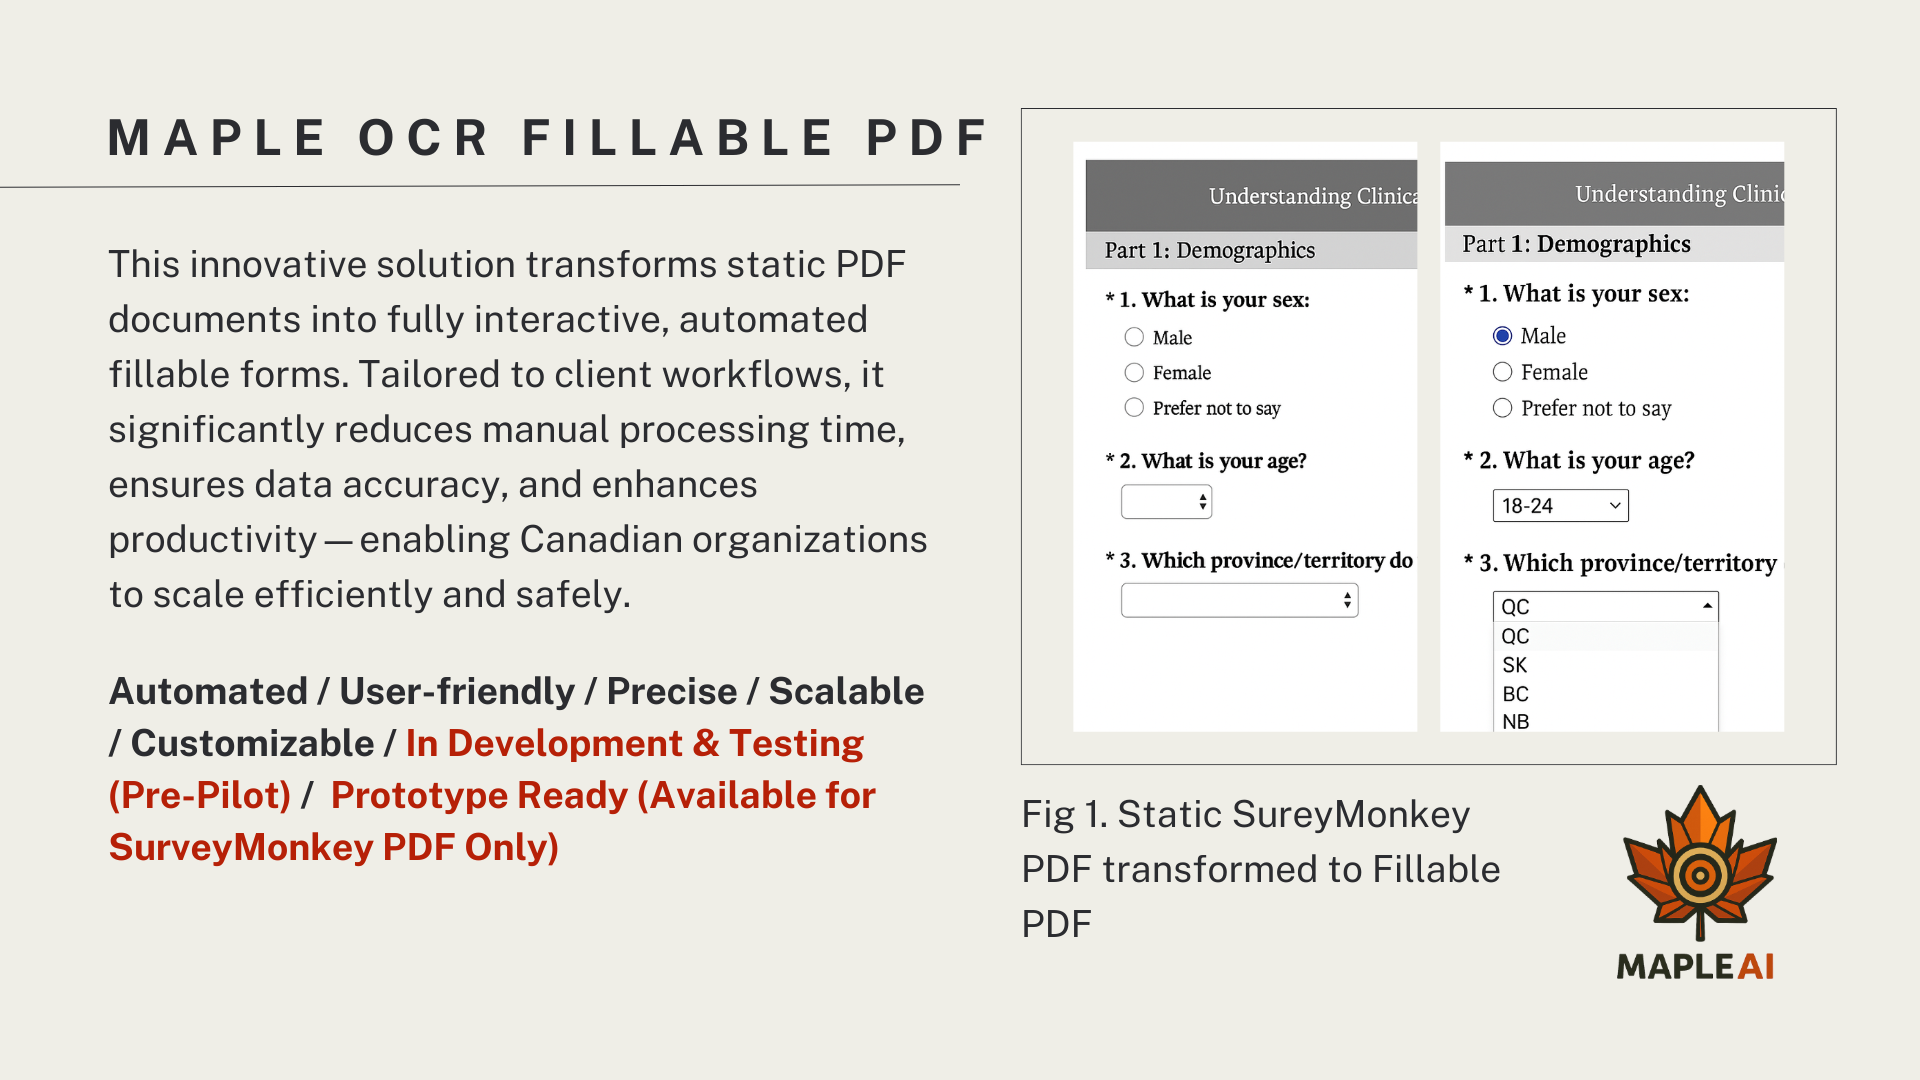 MAPLE OCR FILLABLE PDF
This innovative solution transforms static PDF
documents into fully interactive, automated
fillable forms. Tailored to client workflows, it
significantly reduces manual processing time,
ensures data accuracy, and enhances
productivity—enabling Canadian organizations
to scale efficiently and safely.
Automated / User-friendly / Precise / Scalable
/ Customizable / In Development & Testing
(Pre-Pilot) / Prototype Ready (Available for
SurveyMonkey PDF Only)
Understanding Clinica
Part 1: Demographics
* 1. What is your sex:
Male
Female
Prefer not to say
* 2. What is your age?
* 3. Which province/territory do
Understanding Clinic
Part 1: Demographics
* 1. What is your sex:
Male
Female
Prefer not to say
* 2. What is your age?
18-24
* 3. Which province/territory
QC
QC
SK
BC
NB
Fig 1. Static SureyMonkey
PDF transformed to Fillable
PDF
MAPLE AI